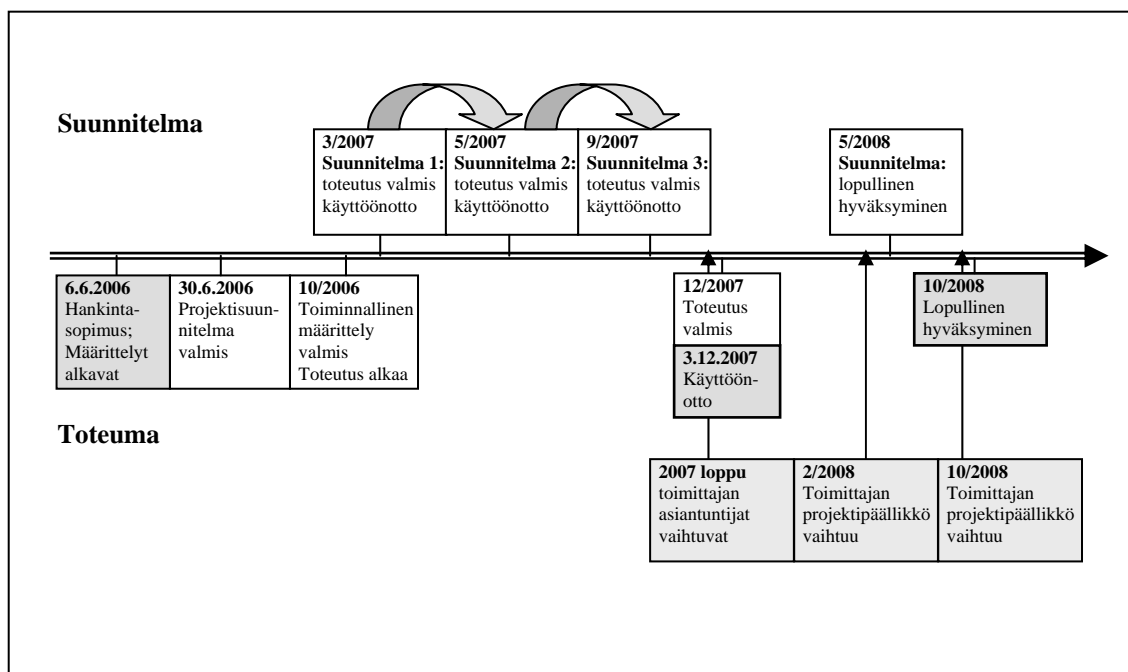 Suunnitelma
3/2007
Suunnitelma 1:
toteutus valmis
käyttöönotto
5/2007
Suunnitelma 2:
toteutus valmis
käyttöönotto
9/2007
Suunnitelma 3:
toteutus valmis
käyttöönotto
5/2008
Suunnitelma:
lopullinen
hyväksyminen
6.6.2006
Hankinta-
sopimus;
Määrittelyt
alkavat
30.6.2006
Projektisuun-
nitelma
valmis
10/2006
Toiminnallinen
määrittely
valmis
Toteutus alkaa
12/2007
Toteutus
valmis
3.12.2007
Käyttöön-
otto
10/2008
Lopullinen
hyväksyminen
Toteuma
2007 loppu
toimittajan
asiantuntijat
vaihtuvat
2/2008
Toimittajan
projektipäällikkö
vaihtuu
10/2008
Toimittajan
projektipäällikkö
vaihtuu